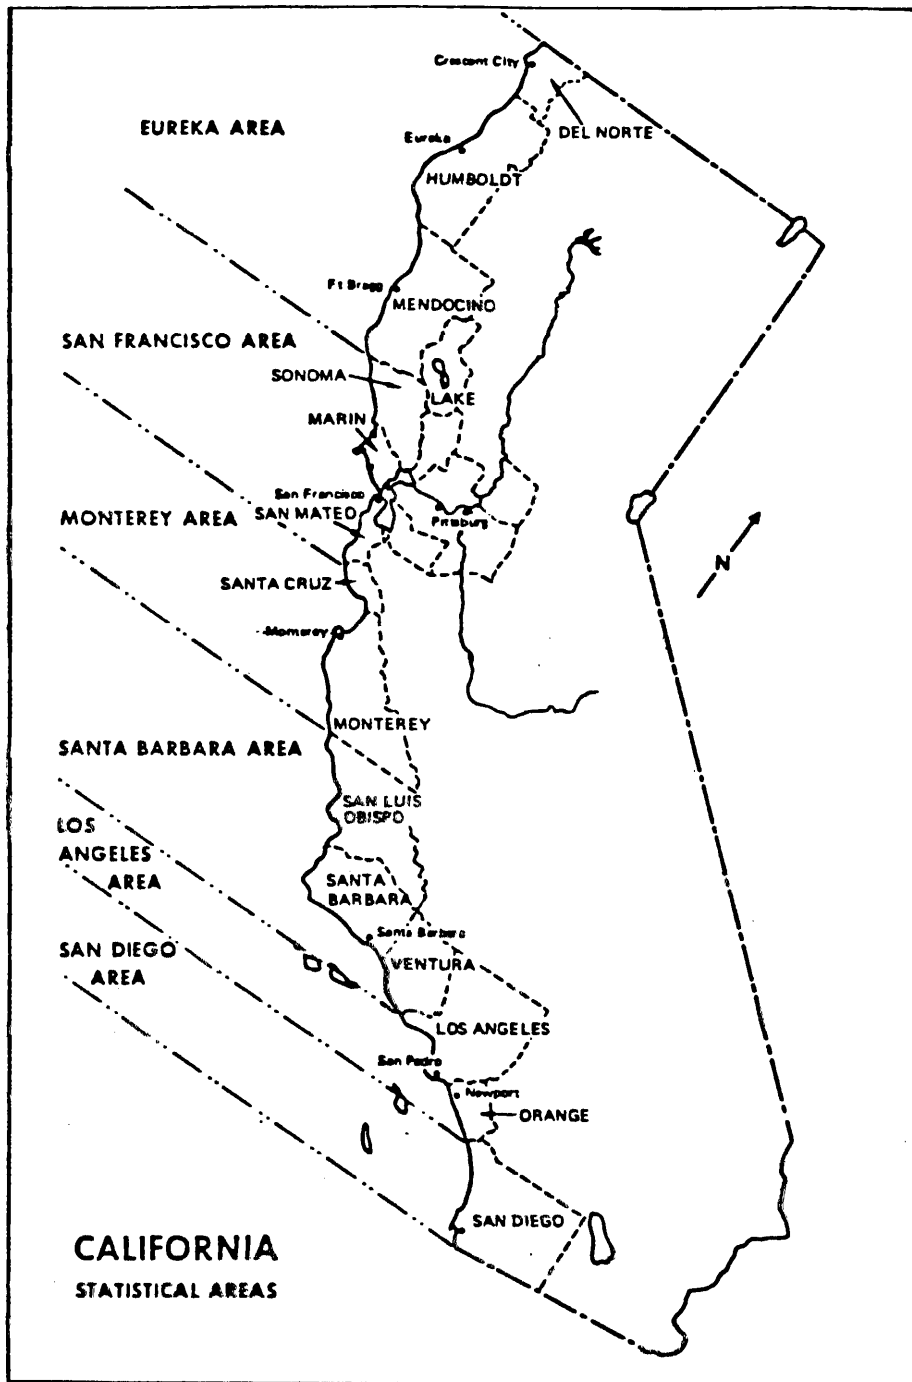 Crescent City
EUREKA AREA
DEL NORTE
Eureka
HUMBOLDT
Ft Bragg
MENDOCINO
SAN FRANCISCO AREA
SONOMA
LAKE
MARIN
San Francisco
SAN MATEO
MONTEREY AREA
Pittsburg
N
SANTA CRUZ
Monterey
MONTEREY
SANTA BARBARA AREA
SAN LUIS
OBISPO
LOS
ANGELES
AREA
SANTA
BARBARA
Santa Barbara
SAN DIEGO
AREA
VENTURA
LOS ANGELES
San Pedro
Newport
ORANGE
SAN DIEGO
CALIFORNIA
STATISTICAL AREAS